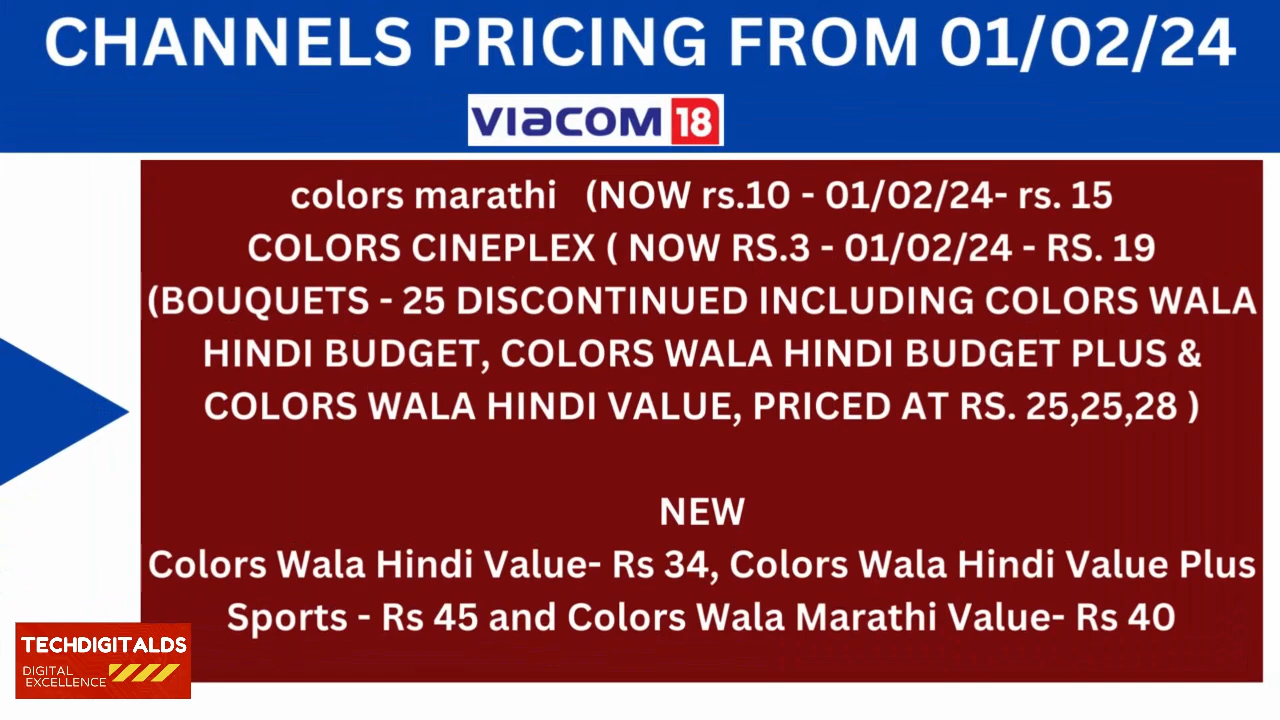 CHANNELS PRICING FROM 01/02/24
VIACOM 18
colors marathi (NOW rs.10 - 01/02/24- rs. 15
COLORS CINEPLEX ( NOW RS.3 - 01/02/24 - RS. 19
(BOUQUETS - 25 DISCONTINUED INCLUDING COLORS WALA
HINDI BUDGET, COLORS WALA HINDI BUDGET PLUS &
COLORS WALA HINDI VALUE, PRICED AT RS. 25,25,28 )
NEW
Colors Wala Hindi Value- Rs 34, Colors Wala Hindi Value Plus
Sports - Rs 45 and Colors Wala Marathi Value- Rs 40
TECHDIGITALDS
DIGITAL
EXCELLENCE